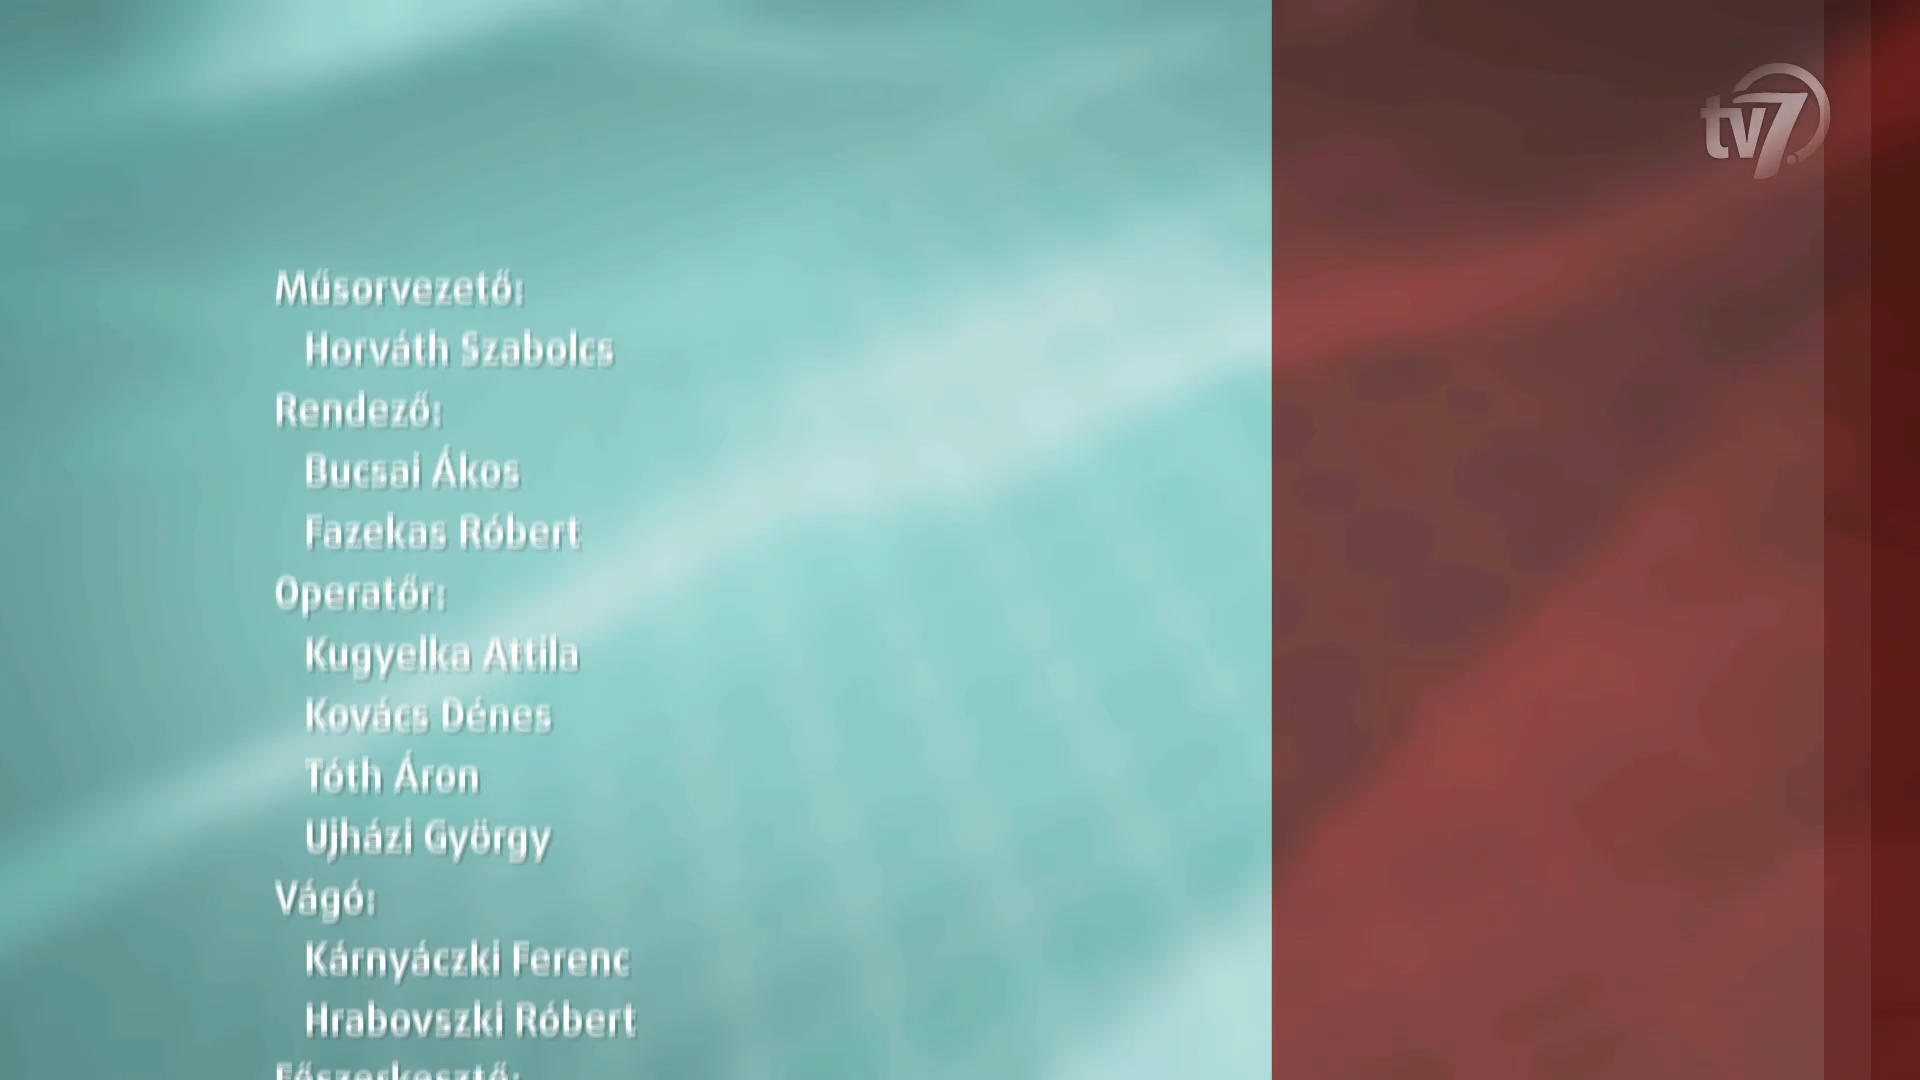 tv7
Műsorvezető:
Horváth Szabolcs
Rendező:
Bucsai Ákos
Fazekas Róbert
Operatőr:
Kugyelka Attila
Kovács Dénes
Tóth Áron
Ujházi György
Vágó:
Kárnyáczki Ferenc
Hrabovszki Róbert
Főszerkesztő: